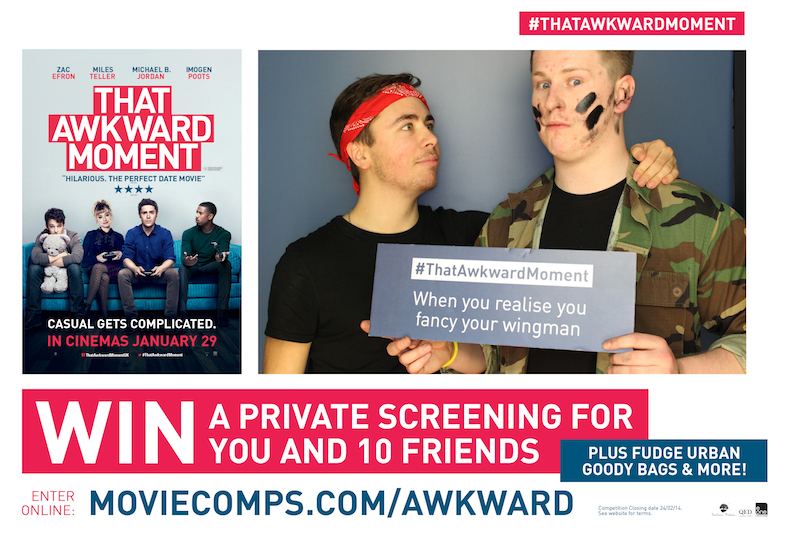 #THATAWKWARDMOMENT
ZAC EFRON
MILES TELLER
MICHAEL B. JORDAN
IMOGEN POOTS
THAT
AWKWARD
MOMENT
"HILARIOUS. THE PERFECT DATE MOVIE"
CASUAL GETS COMPLICATED.
IN CINEMAS JANUARY 29
ThatAwkwardMomentUK
#ThatAwkwardMoment
#ThatAwkwardMoment
When you realise you
fancy your wingman
WIN
A PRIVATE SCREENING FOR
YOU AND 10 FRIENDS
PLUS FUDGE URBAN
GOODY BAGS & MORE!
ENTER
ONLINE:
MOVIECOMPS.COM/AWKWARD
Competition Closing date 24/02/14.
See website for terms.
QED